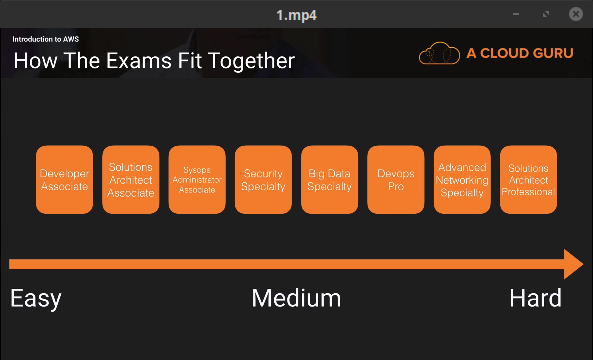 1.mp4
Introduction to AWS
How The Exams Fit Together
A CLOUD GURU
Developer
Associate
Solutions
Architect
Associate
Sysops
Administrator
Associate
Security
Specialty
Big Data
Specialty
Devops
Pro
Advanced
Networking
Specialty
Solutions
Architect
Professional
Easy
Medium
Hard